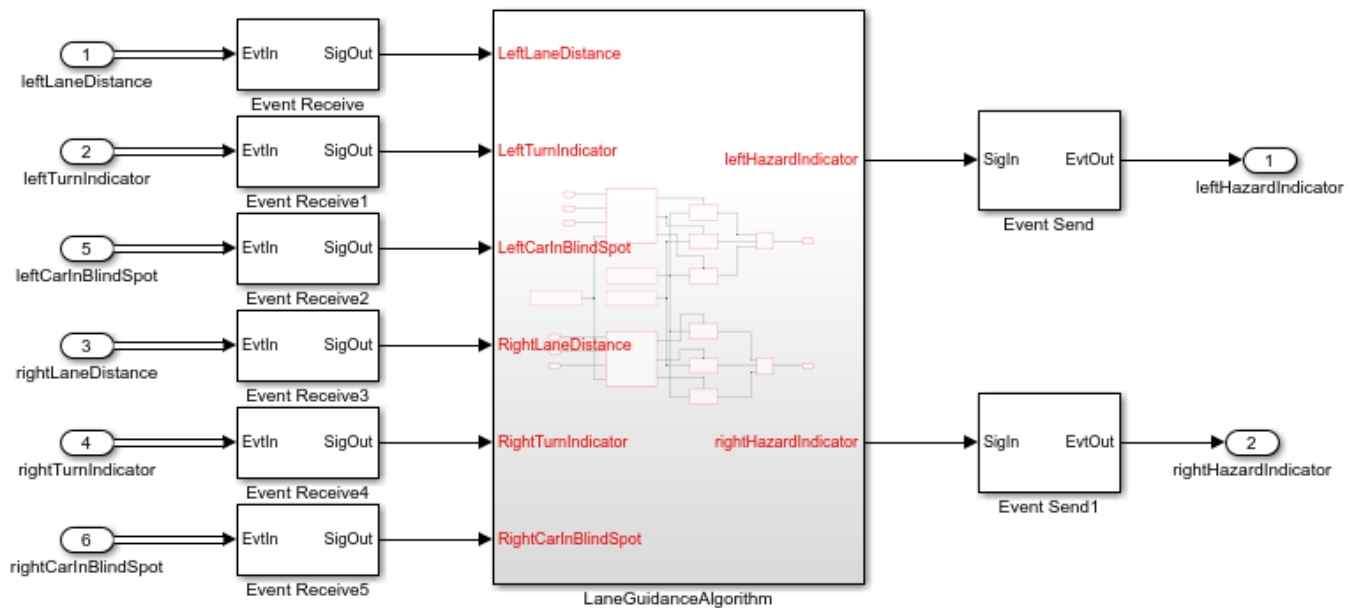 1
leftLaneDistance
EvtIn
SigOut
Event Receive
2
leftTurnIndicator
EvtIn
SigOut
Event Receive1
5
leftCarInBlindSpot
EvtIn
SigOut
Event Receive2
3
rightLaneDistance
EvtIn
SigOut
Event Receive3
4
rightTurnIndicator
EvtIn
SigOut
Event Receive4
6
rightCarInBlindSpot
EvtIn
SigOut
Event Receive5
LeftLaneDistance
LeftTurnIndicator
LeftCarInBlindSpot
RightLaneDistance
RightTurnIndicator
RightCarInBlindSpot
leftHazardIndicator
rightHazardIndicator
LaneGuidanceAlgorithm
SigIn
EvtOut
Event Send
1
leftHazardIndicator
SigIn
EvtOut
Event Send1
2
rightHazardIndicator